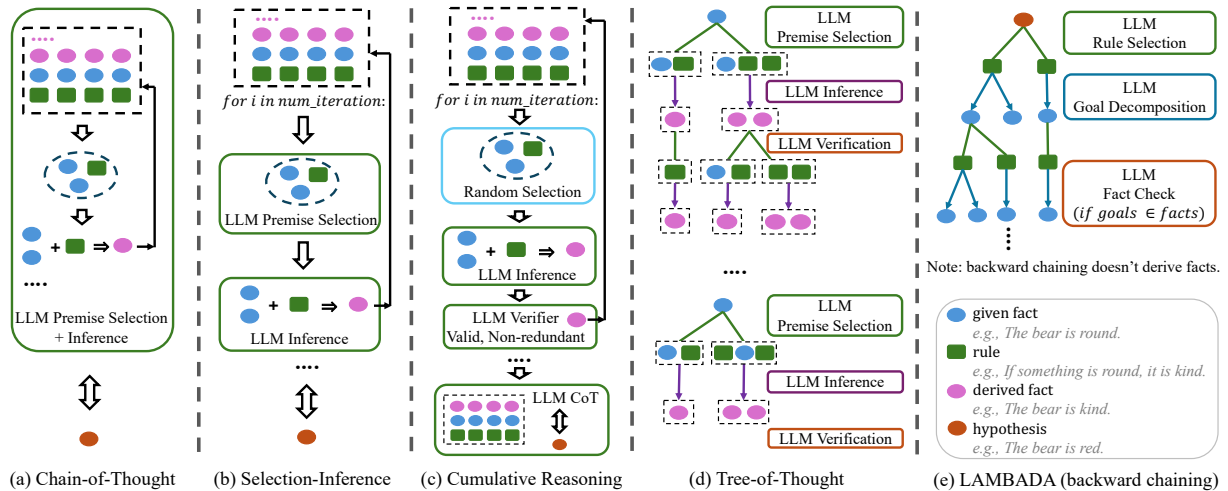 LLM Premise Selection
+ Inference
(a) Chain-of-Thought
for i in num_iteration:
LLM Premise Selection
LLM Inference
(b) Selection-Inference
for i in num_iteration:
Random Selection
LLM Inference
LLM Verifier
Valid, Non-redundant
LLM CoT
(c) Cumulative Reasoning
LLM
Premise Selection
LLM Inference
LLM Verification
LLM
Premise Selection
LLM Inference
LLM Verification
(d) Tree-of-Thought
LLM
Rule Selection
LLM
Goal Decomposition
LLM
Fact Check
(if goals ∈ facts)
Note: backward chaining doesn't derive facts.
given fact
e.g., The bear is round.
rule
e.g., If something is round, it is kind.
derived fact
e.g., The bear is kind.
hypothesis
e.g., The bear is red.
(e) LAMBADA (backward chaining)